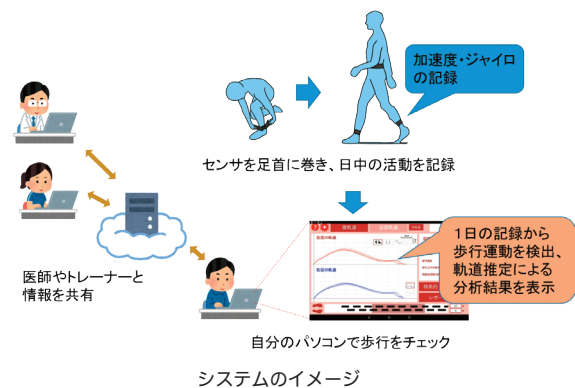 加速度・ジャイロ
の記録
センサを足首に巻き、日中の活動を記録
1日の記録から
歩行運動を検出、
軌道推定による
分析結果を表示
医師やトレーナーと
情報を共有
自分のパソコンで歩行をチェック
システムのイメージ